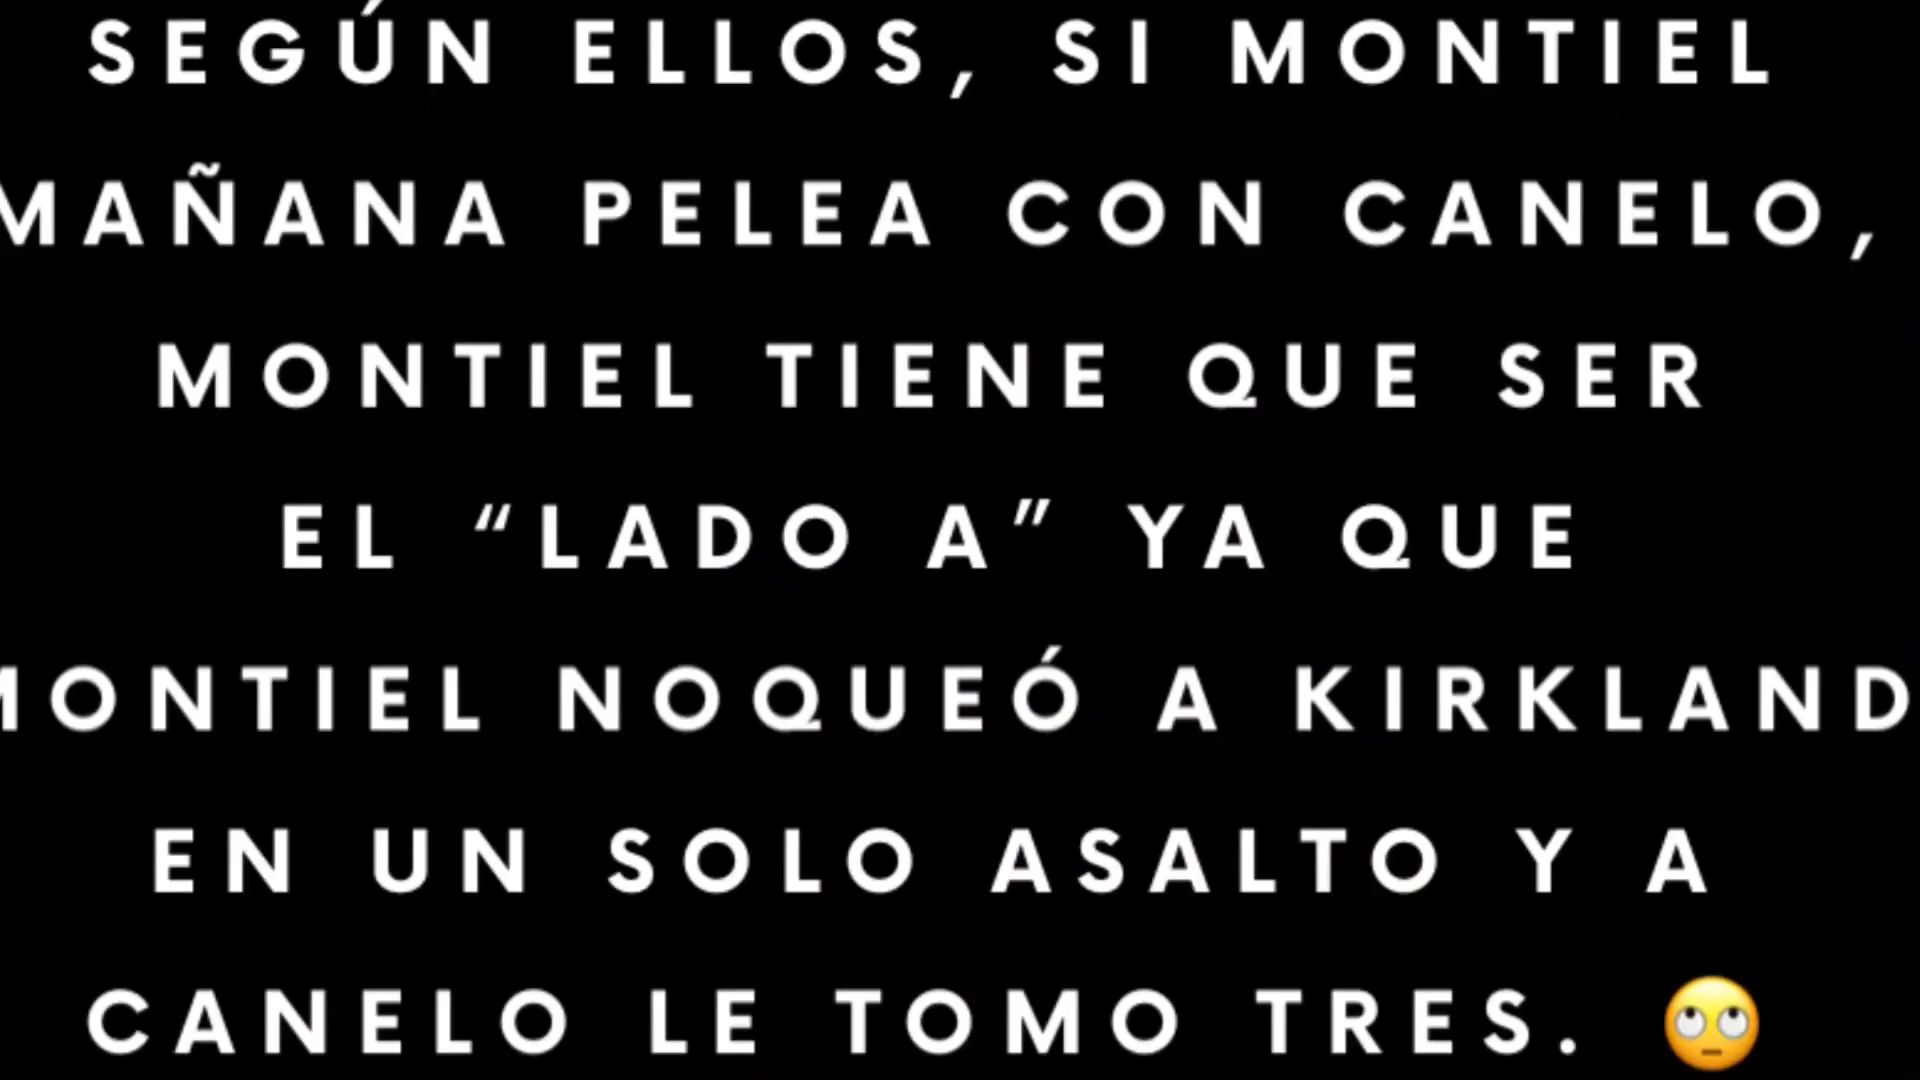 SEGÚN ELLOS, SI MONTIEL
MAÑANA PELEA CON CANELO,
MONTIEL TIENE QUE SER
EL “LADO A” YA QUE
MONTIEL NOQUEÓ A KIRKLAND
EN UN SOLO ASALTO Y A
CANELO LE TOMO TRES. 🙄